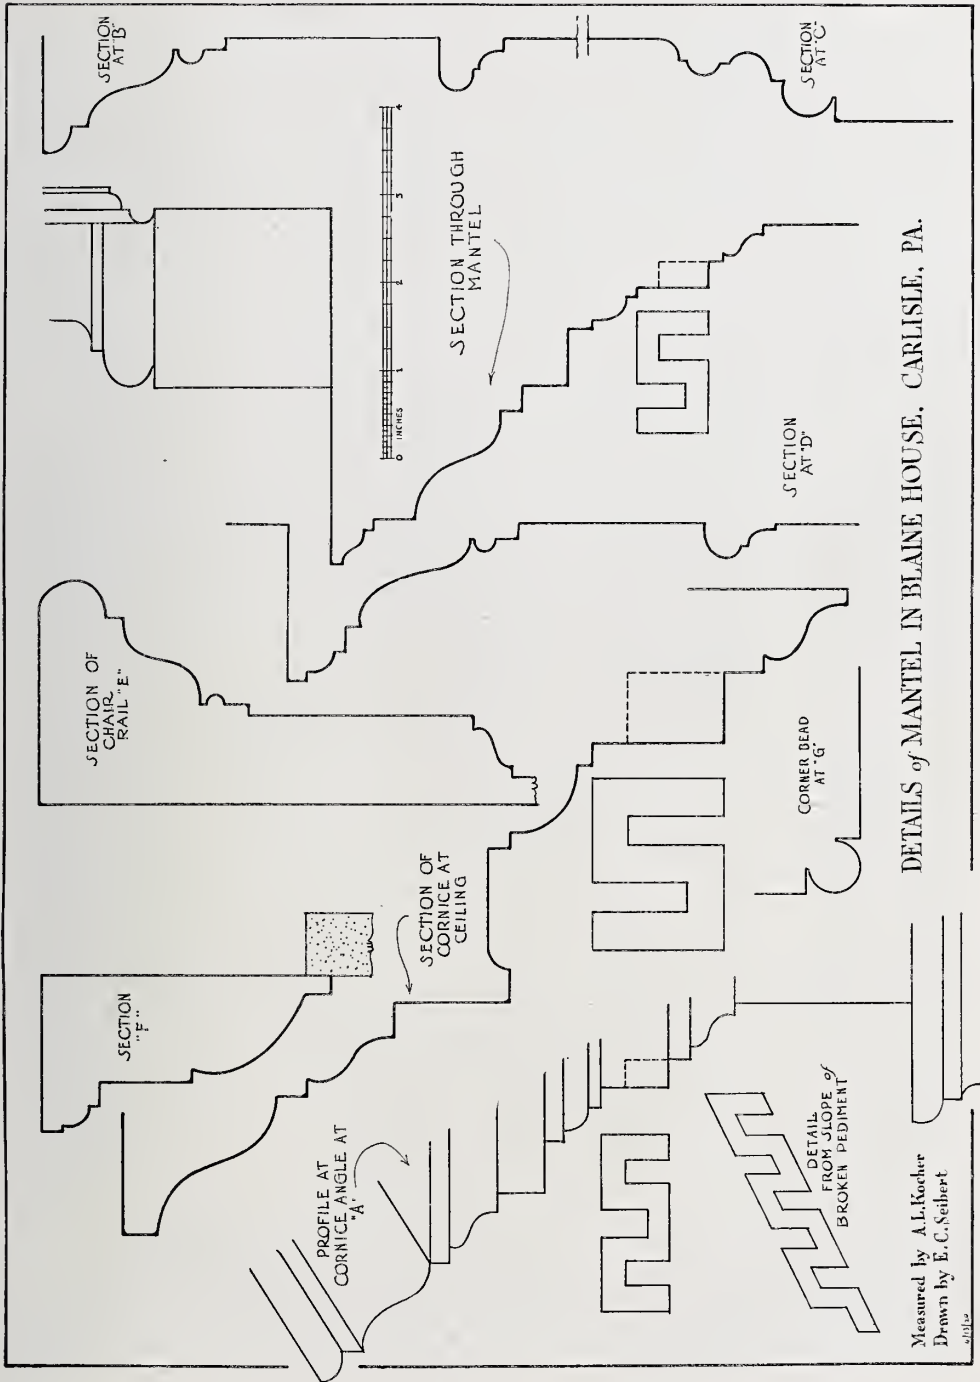 SECTION
AT "B"
SECTION
AT "C"
SECTION THROUGH
MANTEL
0 INCHES 1 2 3 4
SECTION OF
CHAIR
RAIL "E"
SECTION
AT "D"
SECTION
"F"
SECTION OF
CORNICE AT
CEILING
CORNER BEAD
AT "G"
PROFILE AT
CORNICE ANGLE AT
"A"
DETAIL
FROM SLOPE of
BROKEN PEDIMENT
DETAILS of MANTEL IN BLAINE HOUSE, CARLISLE, PA.
Measured by A.L.Kocher
Drawn by E.C.Seibert